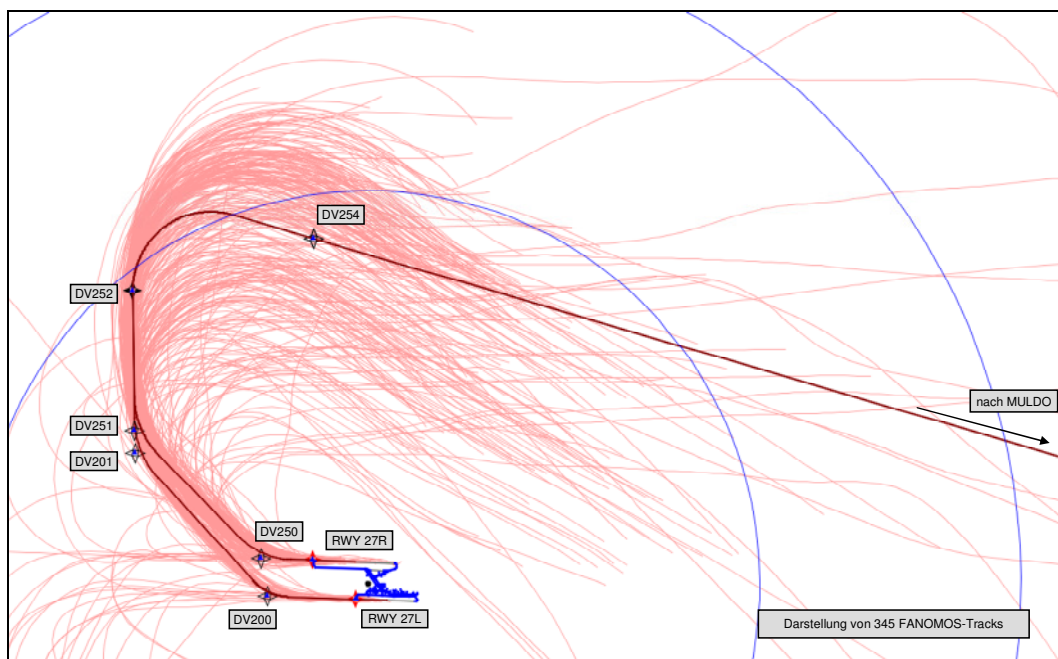 DV254
DV252
nach MULDO
DV251
DV201
DV250
RWY 27R
DV200
RWY 27L
Darstellung von 345 FANOMOS-Tracks